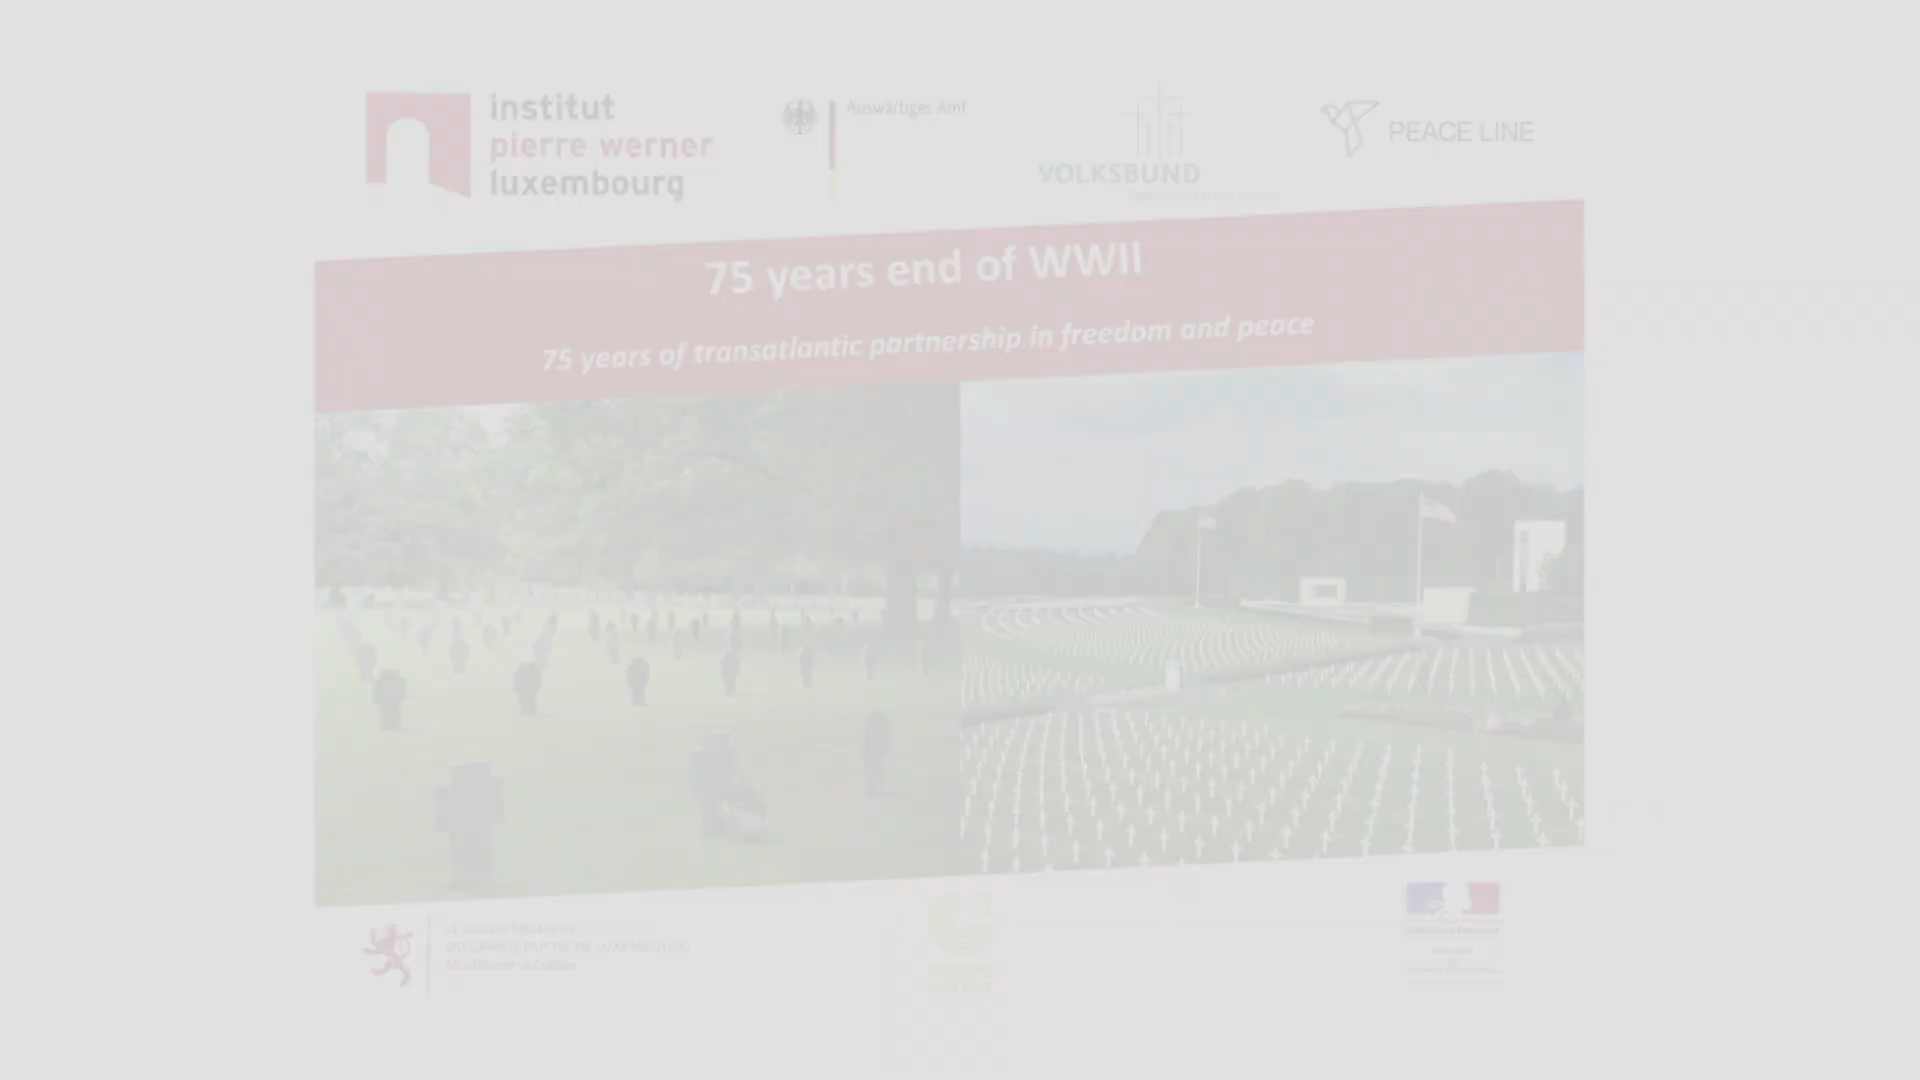 institut
pierre werner
luxembourg
Auswärtiges Amt
VOLKSBUND
PEACE LINE
75 years end of WWII
75 years of transatlantic partnership in freedom and peace